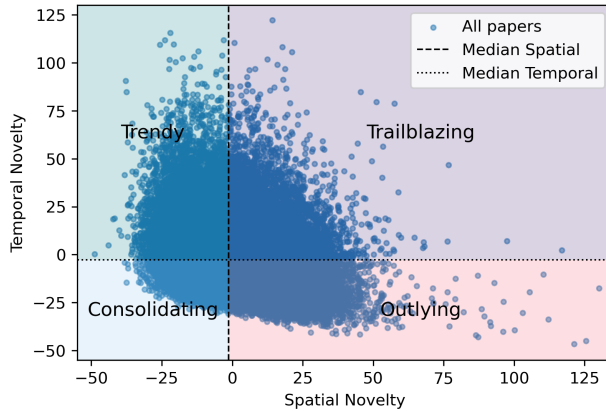 125
100
75
50
25
0
−25
−50
Temporal Novelty
All papers
Median Spatial
Median Temporal
Trendy
Trailblazing
Consolidating
Outlying
−50
−25
0
25
50
75
100
125
Spatial Novelty